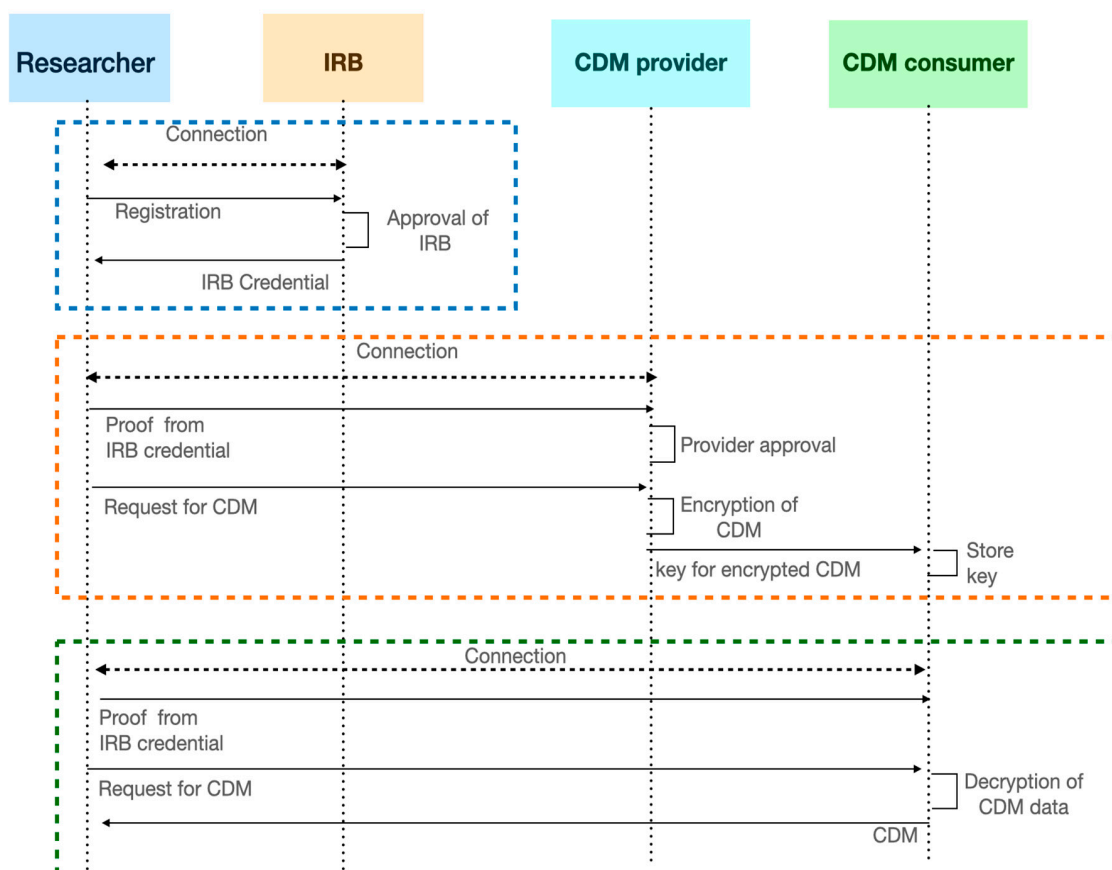 Researcher
IRB
CDM provider
CDM consumer
Connection
Registration
Approval of
IRB
IRB Credential
Connection
Proof from
IRB credential
Provider approval
Request for CDM
Encryption of
CDM
key for encrypted CDM
Store
key
Connection
Proof from
IRB credential
Request for CDM
Decryption of
CDM data
CDM